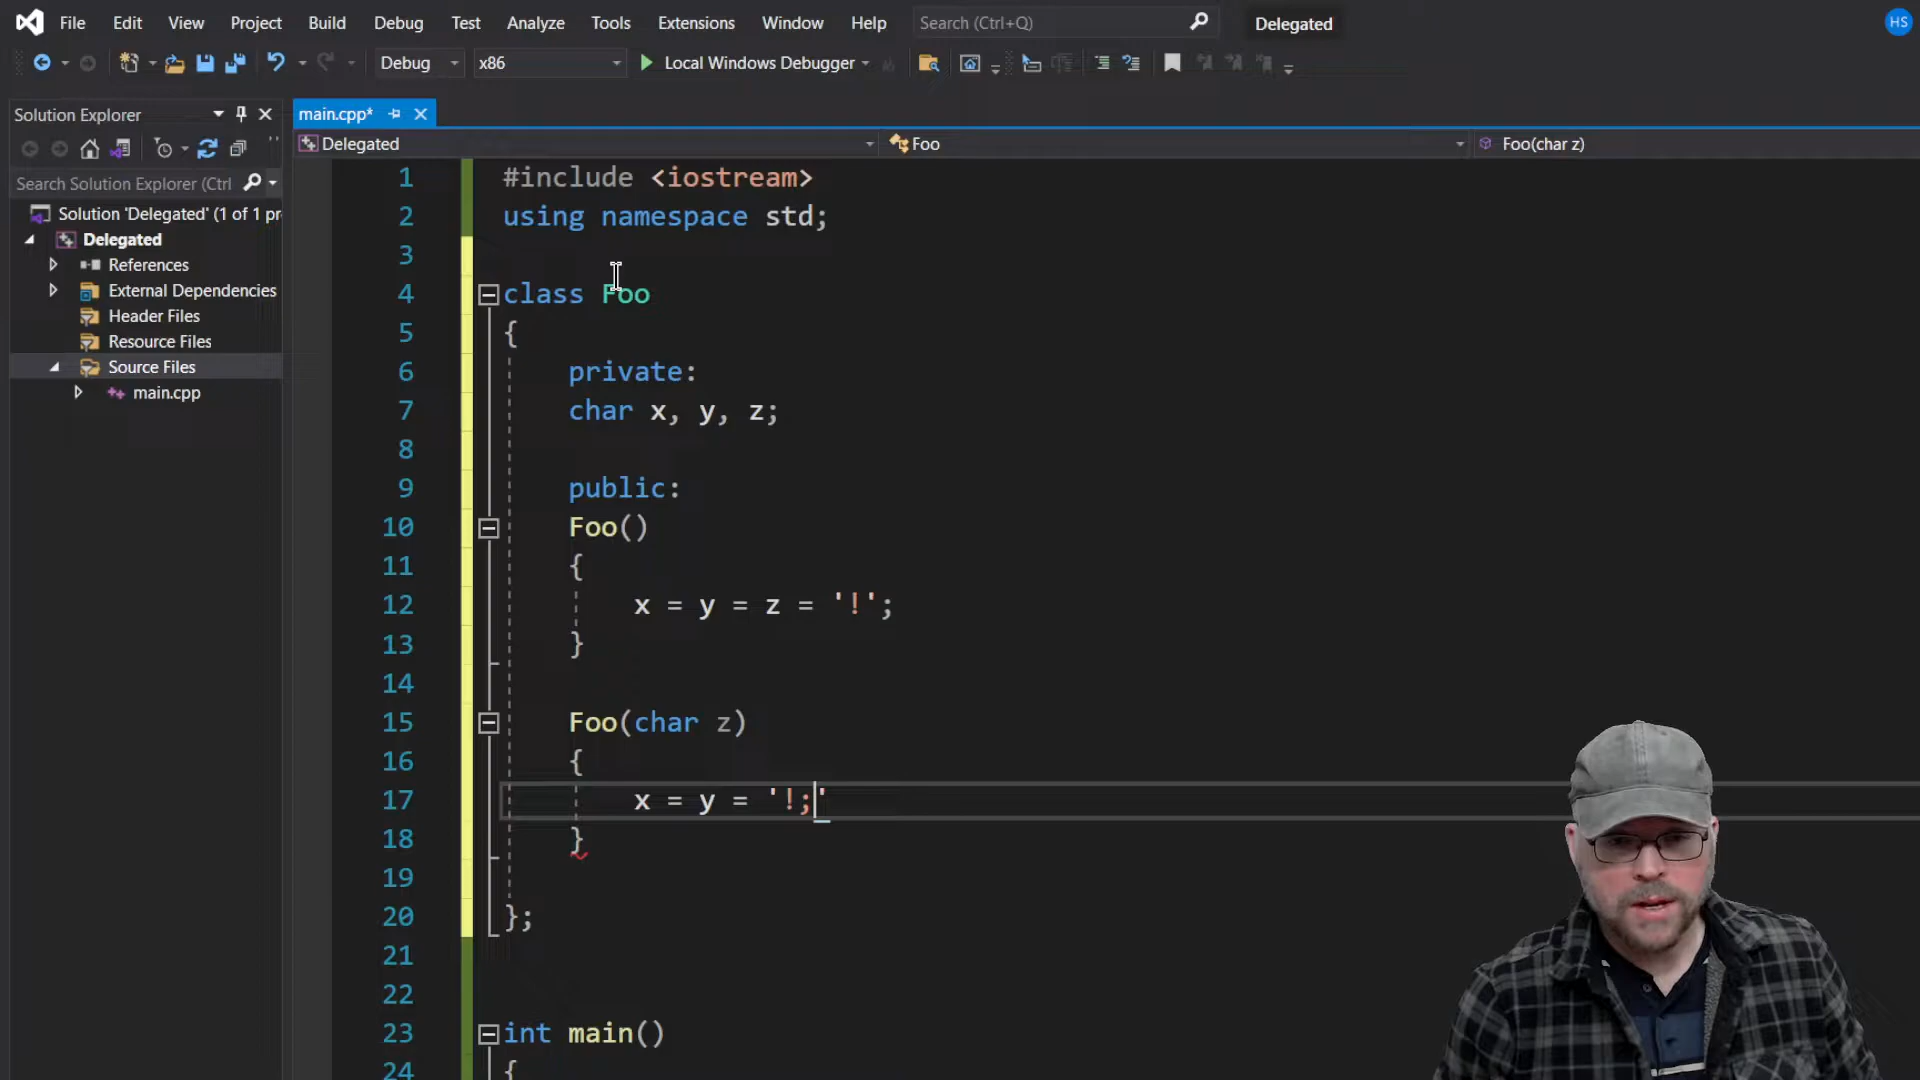 File Edit View Project Build Debug Test Analyze Tools Extensions Window Help Search (Ctrl+Q) Delegated HS
Debug x86 Local Windows Debugger
Solution Explorer
main.cpp*
Delegated Foo Foo(char z)
Search Solution Explorer (Ctrl
Solution 'Delegated' (1 of 1 pr
Delegated
References
External Dependencies
Header Files
Resource Files
Source Files
main.cpp
1 #include <iostream>
2 using namespace std;
3
4 class Foo
5 {
6 private:
7 char x, y, z;
8
9 public:
10 Foo()
11 {
12 x = y = z = '!';
13 }
14
15 Foo(char z)
16 {
17 x = y = '!;'
18 }
19
20 };
21
22
23 int main()
24 {